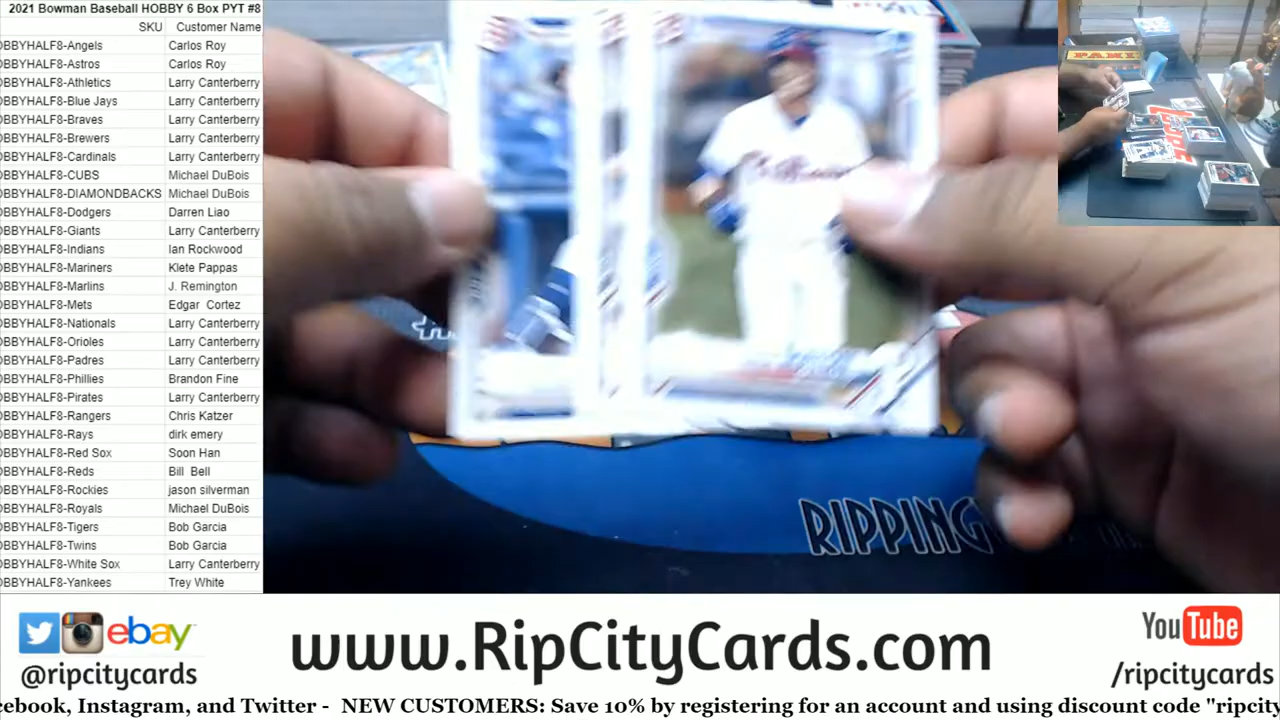 2021 Bowman Baseball HOBBY 6 Box PYT #8
SKU Customer Name
OBBYHALF8-Angels Carlos Roy
OBBYHALF8-Astros Carlos Roy
OBBYHALF8-Athletics Larry Canterberry
OBBYHALF8-Blue Jays Larry Canterberry
OBBYHALF8-Braves Larry Canterberry
OBBYHALF8-Brewers Larry Canterberry
OBBYHALF8-Cardinals Larry Canterberry
OBBYHALF8-CUBS Michael DuBois
OBBYHALF8-DIAMONDBACKS Michael DuBois
OBBYHALF8-Dodgers Darren Liao
OBBYHALF8-Giants Larry Canterberry
OBBYHALF8-Indians Ian Rockwood
OBBYHALF8-Mariners Klete Pappas
OBBYHALF8-Marlins J. Remington
OBBYHALF8-Mets Edgar Cortez
OBBYHALF8-Nationals Larry Canterberry
OBBYHALF8-Orioles Larry Canterberry
OBBYHALF8-Padres Larry Canterberry
OBBYHALF8-Phillies Brandon Fine
OBBYHALF8-Pirates Larry Canterberry
OBBYHALF8-Rangers Chris Katzer
OBBYHALF8-Rays dirk emery
OBBYHALF8-Red Sox Soon Han
OBBYHALF8-Reds Bill Bell
OBBYHALF8-Rockies jason silverman
OBBYHALF8-Royals Michael DuBois
OBBYHALF8-Tigers Bob Garcia
OBBYHALF8-Twins Bob Garcia
OBBYHALF8-White Sox Larry Canterberry
OBBYHALF8-Yankees Trey White
PANINI
RIPPING
ebay
@ripcitycards
www.RipCityCards.com
YouTube
/ripcitycards
cebook, Instagram, and Twitter - NEW CUSTOMERS: Save 10% by registering for an account and using discount code "ripcity